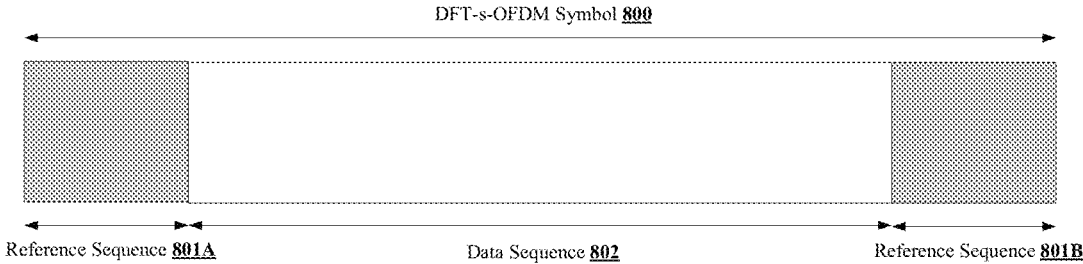 DFT-s-OFDM Symbol 800
Reference Sequence 801A
Data Sequence 802
Reference Sequence 801B